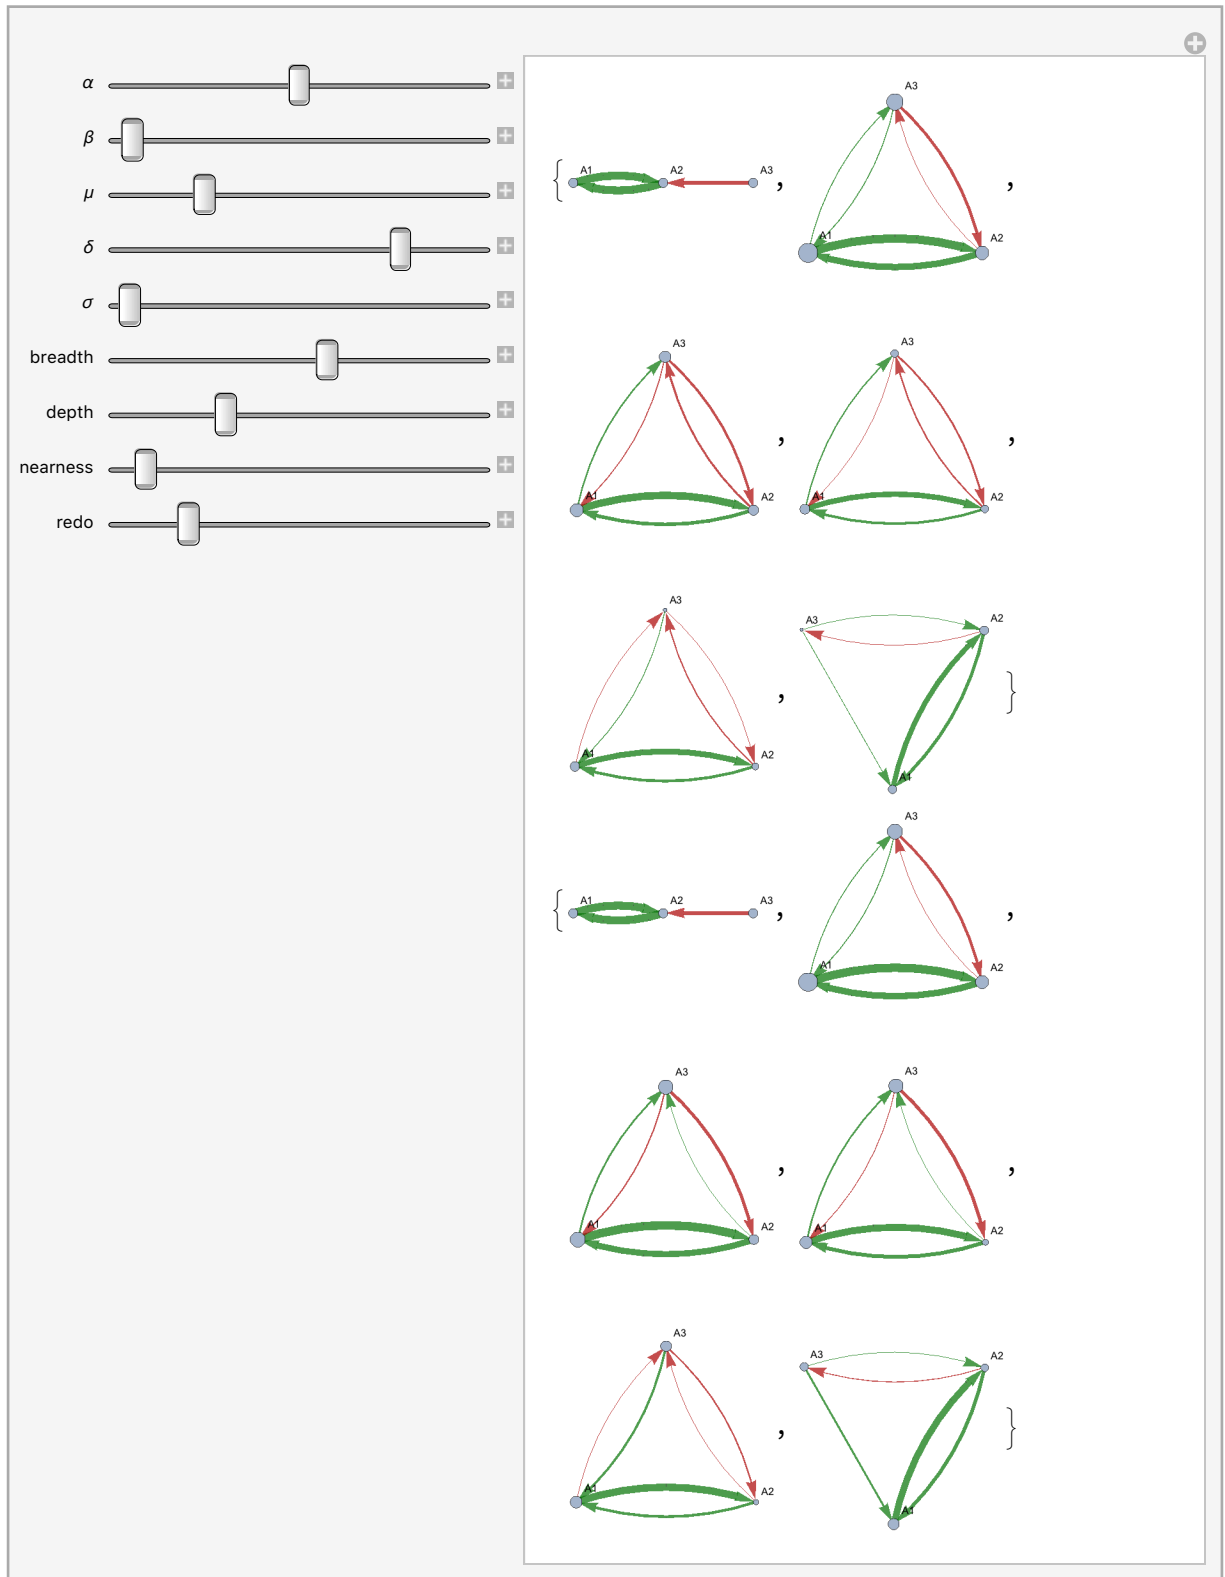 α
β
μ
δ
σ
breadth
depth
nearness
redo
{ A1 A2 A3 , A3 A1 A2 ,
A3 A1 A2 , A3 A1 A2 ,
A3 A1 A2 , A3 A2 A1 }
{ A1 A2 A3 , A3 A1 A2 ,
A3 A1 A2 , A3 A1 A2 ,
A3 A1 A2 , A3 A2 A1 }